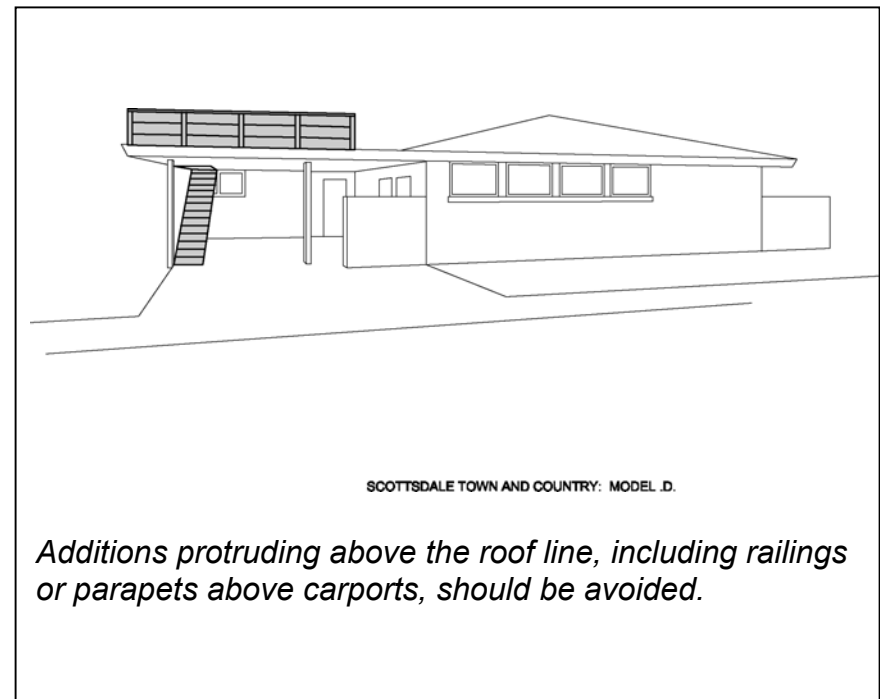 SCOTTSDALE TOWN AND COUNTRY: MODEL .D.
Additions protruding above the roof line, including railings
or parapets above carports, should be avoided.